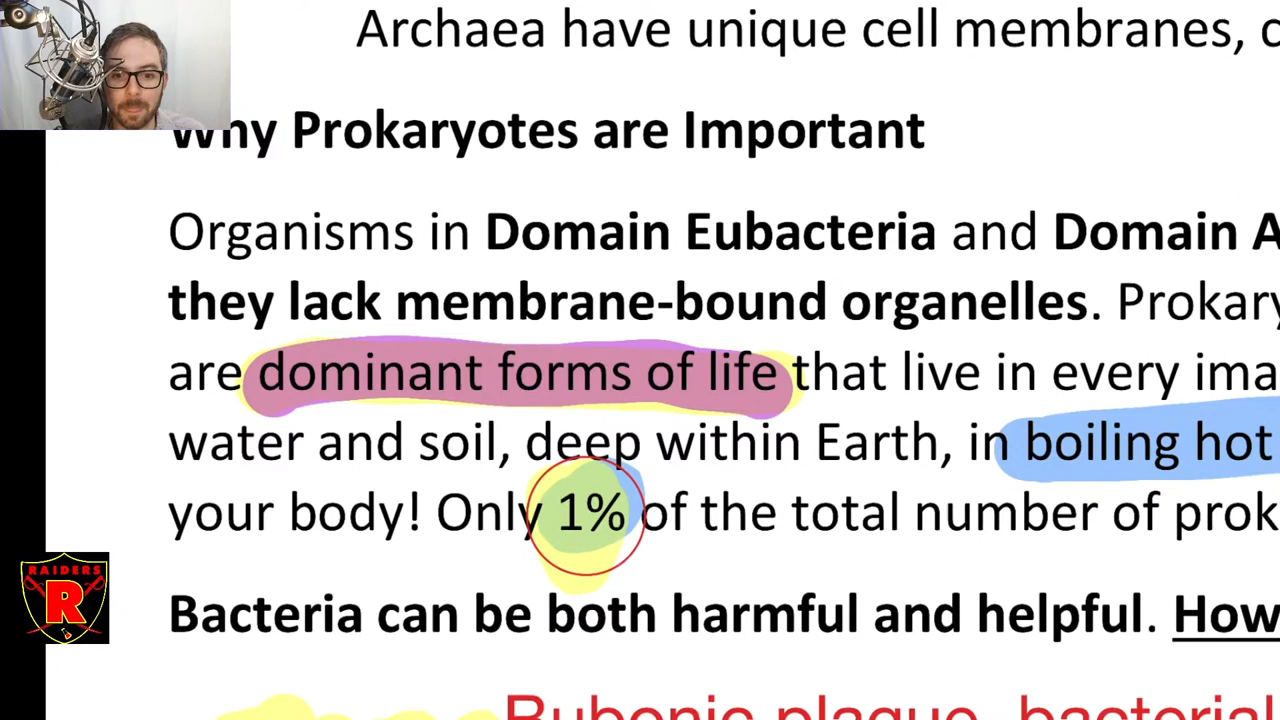 Archaea have unique cell membranes, c
Why Prokaryotes are Important
Organisms in Domain Eubacteria and Domain A
they lack membrane-bound organelles. Prokary
are dominant forms of life that live in every ima
water and soil, deep within Earth, in boiling hot
your body! Only 1% of the total number of prok
RAIDERS
R
Bacteria can be both harmful and helpful. How
Bubonic plague, bacterial